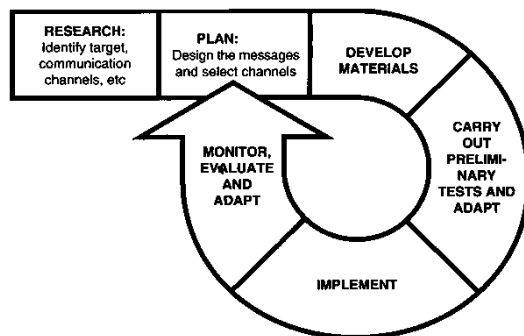 RESEARCH:
Identify target,
communication
channels, etc
PLAN:
Design the messages
and select channels
DEVELOP
MATERIALS
CARRY
OUT
PRELIMI-
NARY
TESTS AND
ADAPT
IMPLEMENT
MONITOR,
EVALUATE
AND
ADAPT